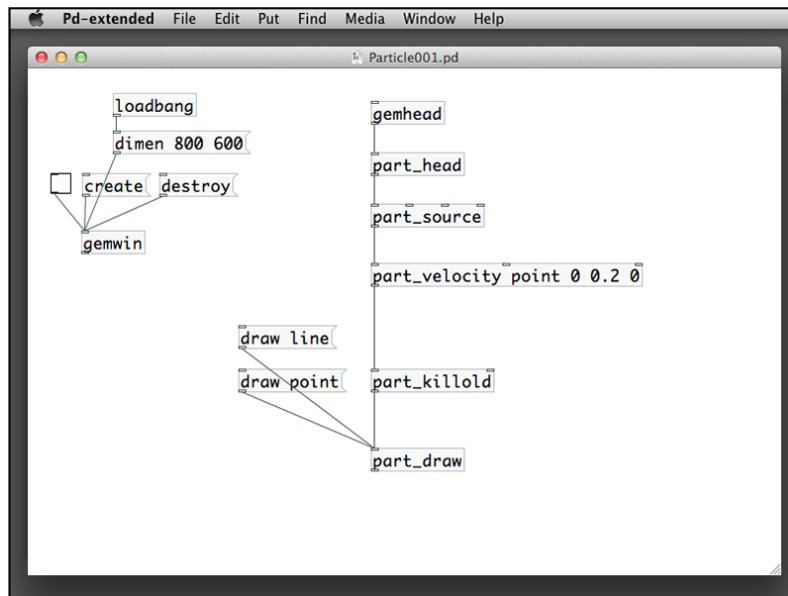 Pd-extended File Edit Put Find Media Window Help
Particle001.pd
loadbang
gemhead
dimen 800 600
part_head
create
destroy
part_source
gemwin
part_velocity point 0 0.2 0
draw line
draw point
part_killold
part_draw